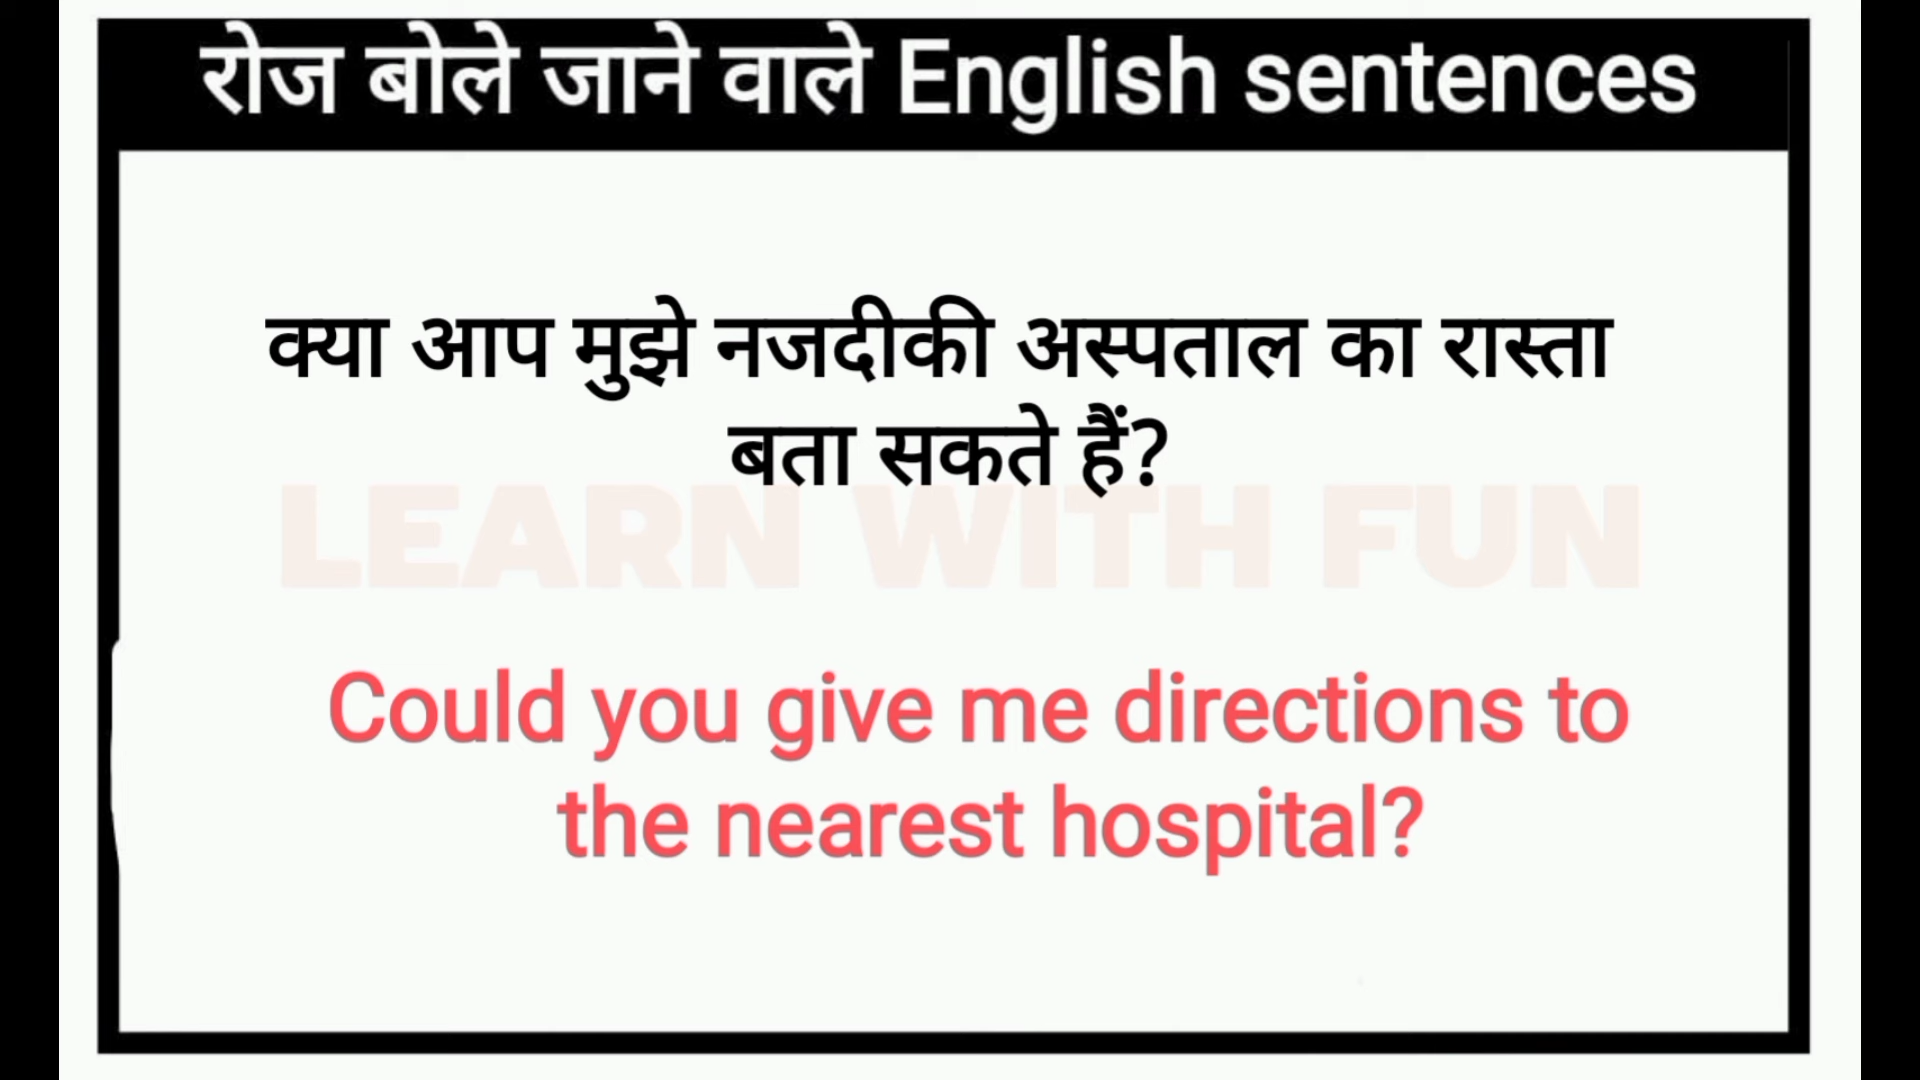 रोज बोले जाने वाले English sentences
क्या आप मुझे नजदीकी अस्पताल का रास्ता
बता सकते हैं?
LEARN WITH FUN
Could you give me directions to
the nearest hospital?